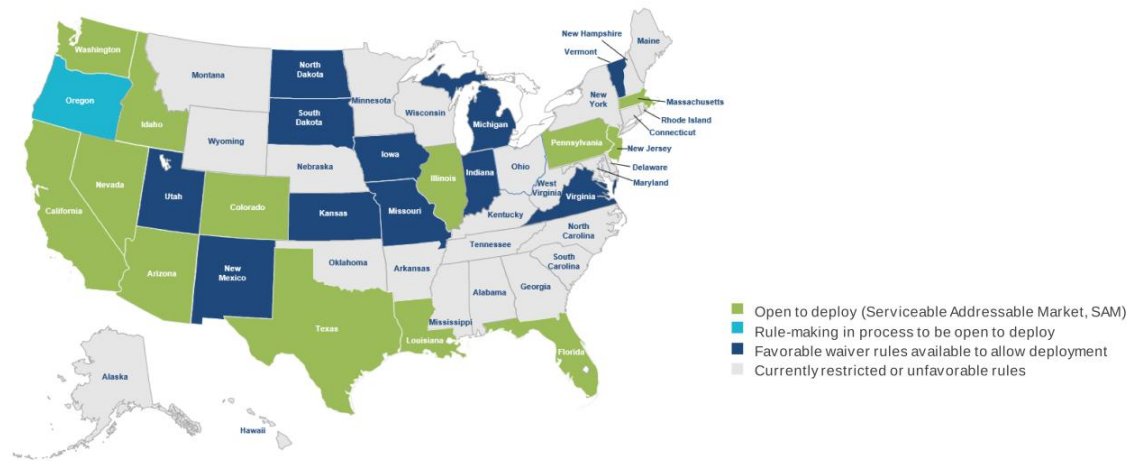 New Hampshire
Vermont
Maine
Washington
Montana
North
Dakota
Minnesota
Oregon
Idaho
South
Dakota
Wisconsin
Michigan
New
York
Massachusetts
Rhode Island
Connecticut
Wyoming
Iowa
Pennsylvania
New Jersey
Nebraska
Illinois
Indiana
Ohio
Delaware
Maryland
Nevada
Utah
Colorado
Kansas
Missouri
West
Virginia
Virginia
California
Kentucky
North
Carolina
Tennessee
Arizona
New
Mexico
Oklahoma
Arkansas
South
Carolina
Mississippi
Alabama
Georgia
Texas
Louisiana
Florida
Alaska
Hawaii
Open to deploy (Serviceable Addressable Market, SAM)
Rule-making in process to be open to deploy
Favorable waiver rules available to allow deployment
Currently restricted or unfavorable rules